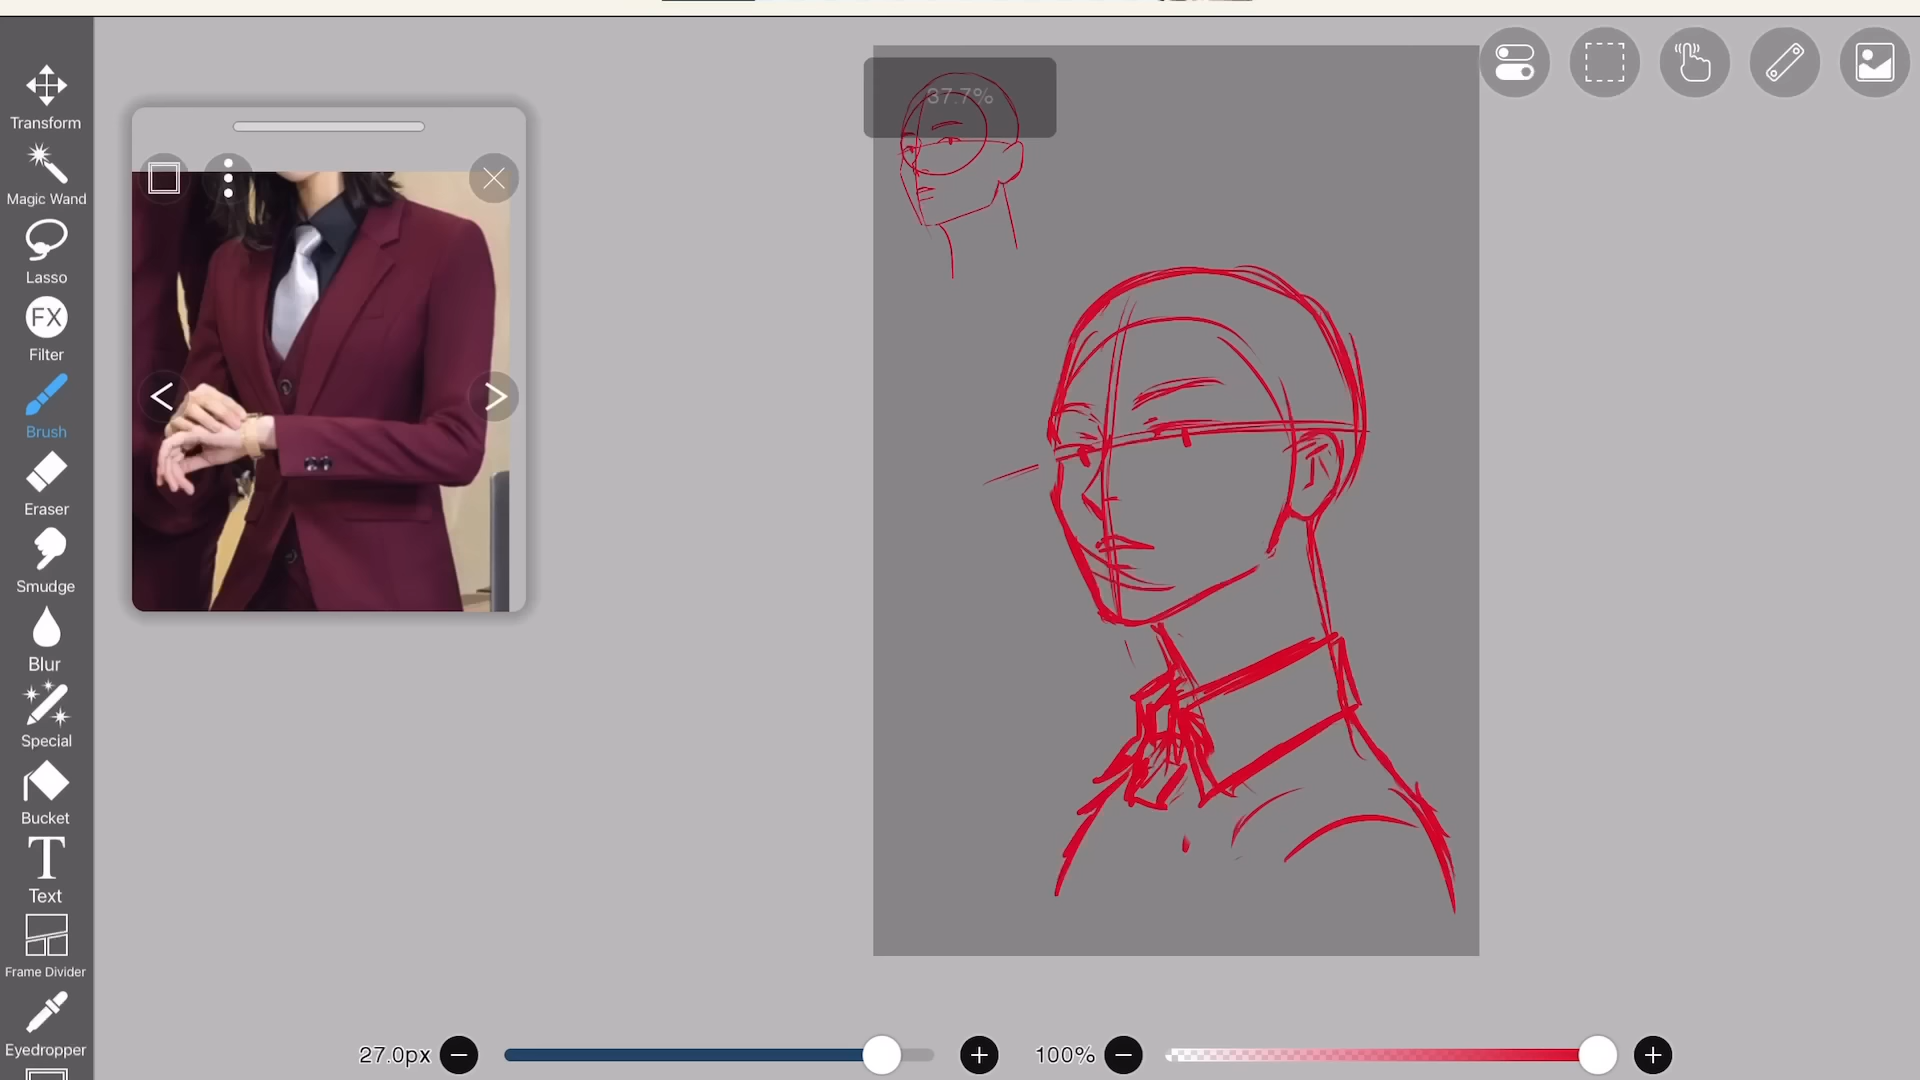 Transform
Magic Wand
Lasso
FX
Filter
Brush
Eraser
Smudge
Blur
Special
Bucket
T
Text
Frame Divider
Eyedropper
37.7%
27.0px
100%